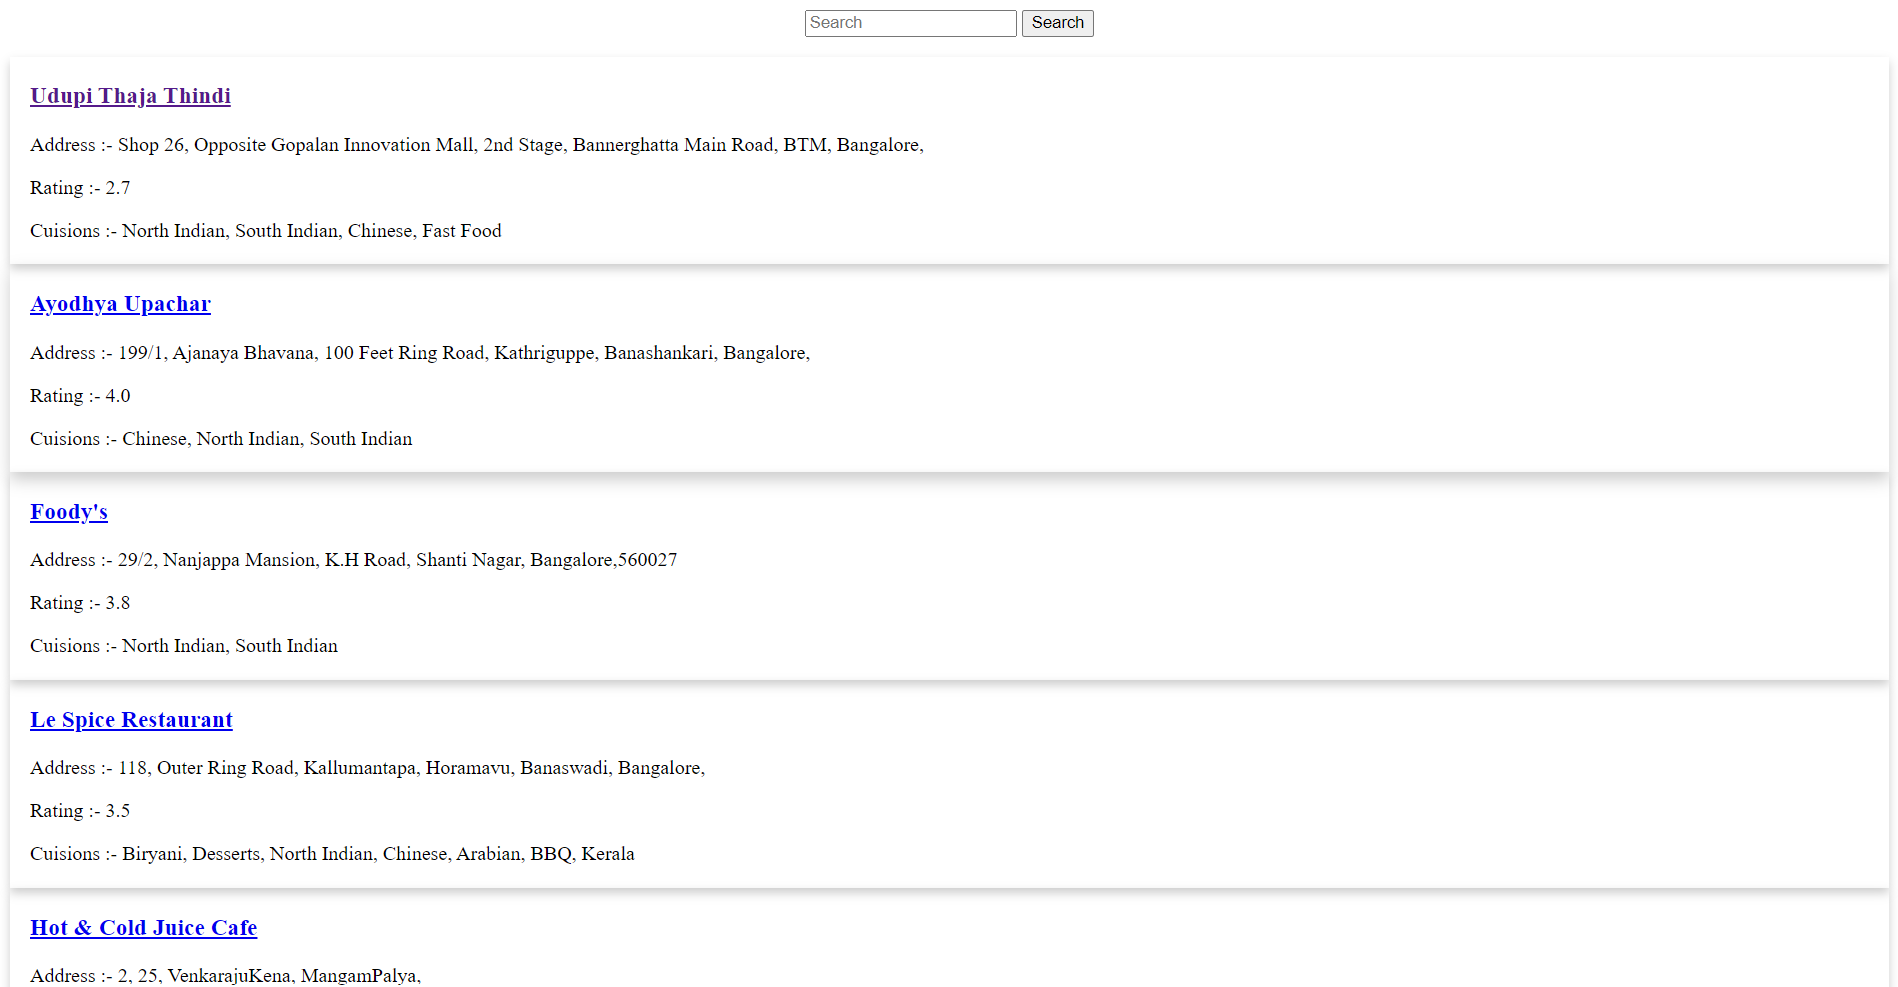 Search Search
Udupi Thaja Thindi
Address :- Shop 26, Opposite Gopalan Innovation Mall, 2nd Stage, Bannerghatta Main Road, BTM, Bangalore,
Rating :- 2.7
Cuisions :- North Indian, South Indian, Chinese, Fast Food
Ayodhya Upachar
Address :- 199/1, Ajanaya Bhavana, 100 Feet Ring Road, Kathriguppe, Banashankari, Bangalore,
Rating :- 4.0
Cuisions :- Chinese, North Indian, South Indian
Foody's
Address :- 29/2, Nanjappa Mansion, K.H Road, Shanti Nagar, Bangalore,560027
Rating :- 3.8
Cuisions :- North Indian, South Indian
Le Spice Restaurant
Address :- 118, Outer Ring Road, Kallumantapa, Horamavu, Banaswadi, Bangalore,
Rating :- 3.5
Cuisions :- Biryani, Desserts, North Indian, Chinese, Arabian, BBQ, Kerala
Hot & Cold Juice Cafe
Address :- 2, 25, VenkarajuKena, MangamPalya,